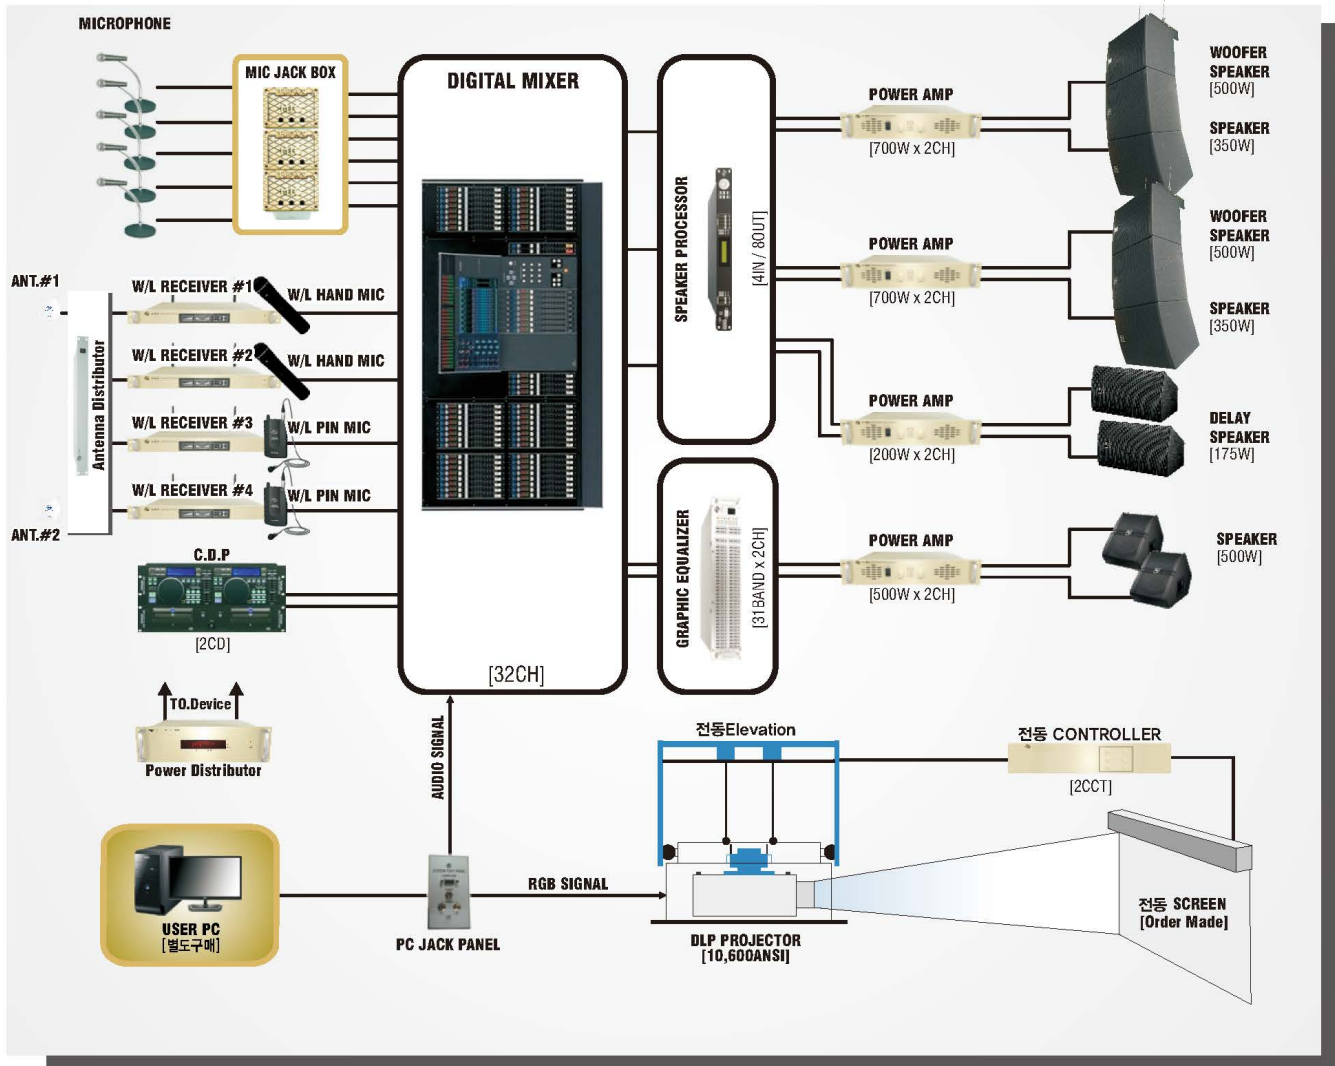 MICROPHONE
MIC JACK BOX
DIGITAL MIXER
[32CH]
ANT.#1
ANT.#2
Antenna Distributor
W/L RECEIVER #1
W/L HAND MIC
W/L RECEIVER #2
W/L HAND MIC
W/L RECEIVER #3
W/L PIN MIC
W/L RECEIVER #4
W/L PIN MIC
C.D.P
[2CD]
TO.Device
Power Distributor
SPEAKER PROCESSOR
[4IN / 8OUT]
GRAPHIC EQUALIZER
[31BAND x 2CH]
POWER AMP
[700W x 2CH]
WOOFER
SPEAKER
[500W]
SPEAKER
[350W]
POWER AMP
[700W x 2CH]
WOOFER
SPEAKER
[500W]
SPEAKER
[350W]
POWER AMP
[200W x 2CH]
DELAY
SPEAKER
[175W]
POWER AMP
[500W x 2CH]
SPEAKER
[500W]
AUDIO SIGNAL
USER PC
[별도구매]
PC JACK PANEL
RGB SIGNAL
전동Elevation
DLP PROJECTOR
[10,600ANSI]
전동 CONTROLLER
[2CCT]
전동 SCREEN
[Order Made]